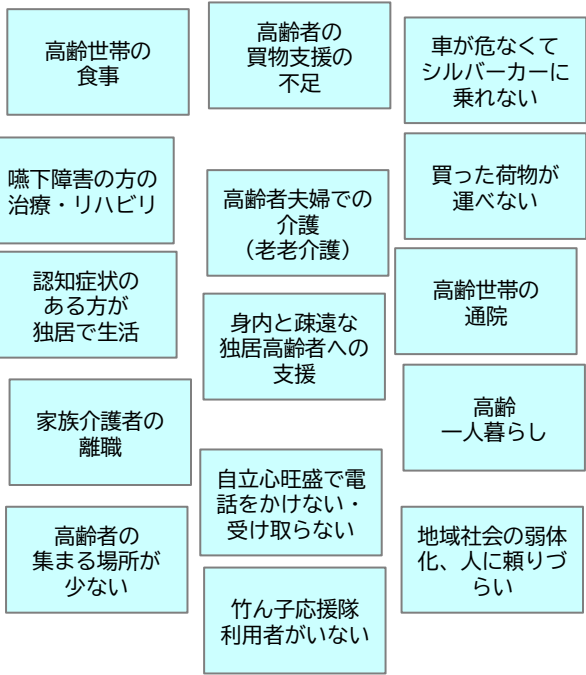 高齢世帯の
食事
高齢者の
買物支援の
不足
車が危なくて
シルバーカーに
乗れない
嚥下障害の方の
治療・リハビリ
高齢者夫婦での
介護
（老老介護）
買った荷物が
運べない
認知症状の
ある方が
独居で生活
身内と疎遠な
独居高齢者への
支援
高齢世帯の
通院
家族介護者の
離職
高齢
一人暮らし
自立心旺盛で電
話をかけない・
受け取らない
高齢者の
集まる場所が
少ない
地域社会の弱体
化、人に頼りづ
らい
竹ん子応援隊
利用者がいない